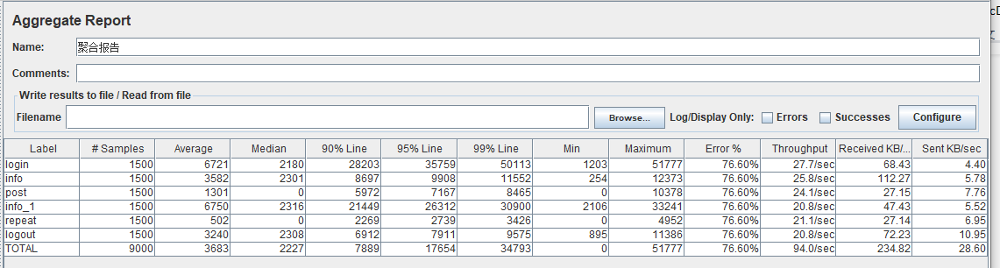 Aggregate Report
Name: 聚合报告
Comments:
Write results to file / Read from file
Filename Browse... Log/Display Only: Errors Successes Configure
Label # Samples Average Median 90% Line 95% Line 99% Line Min Maximum Error % Throughput Received KB/... Sent KB/sec
login 1500 6721 2180 28203 35759 50113 1203 51777 76.60% 27.7/sec 68.43 4.40
info 1500 3582 2301 8697 9908 11552 254 12373 76.60% 25.8/sec 112.27 5.78
post 1500 1301 0 5972 7167 8465 0 10378 76.60% 24.1/sec 27.15 7.76
info_1 1500 6750 2316 21449 26312 30900 2106 33241 76.60% 20.8/sec 47.43 5.52
repeat 1500 502 0 2269 2739 3426 0 4952 76.60% 21.1/sec 27.14 6.95
logout 1500 3240 2308 6912 7911 9575 895 11386 76.60% 20.8/sec 72.23 10.95
TOTAL 9000 3683 2227 7889 17654 34793 0 51777 76.60% 94.0/sec 234.82 28.60